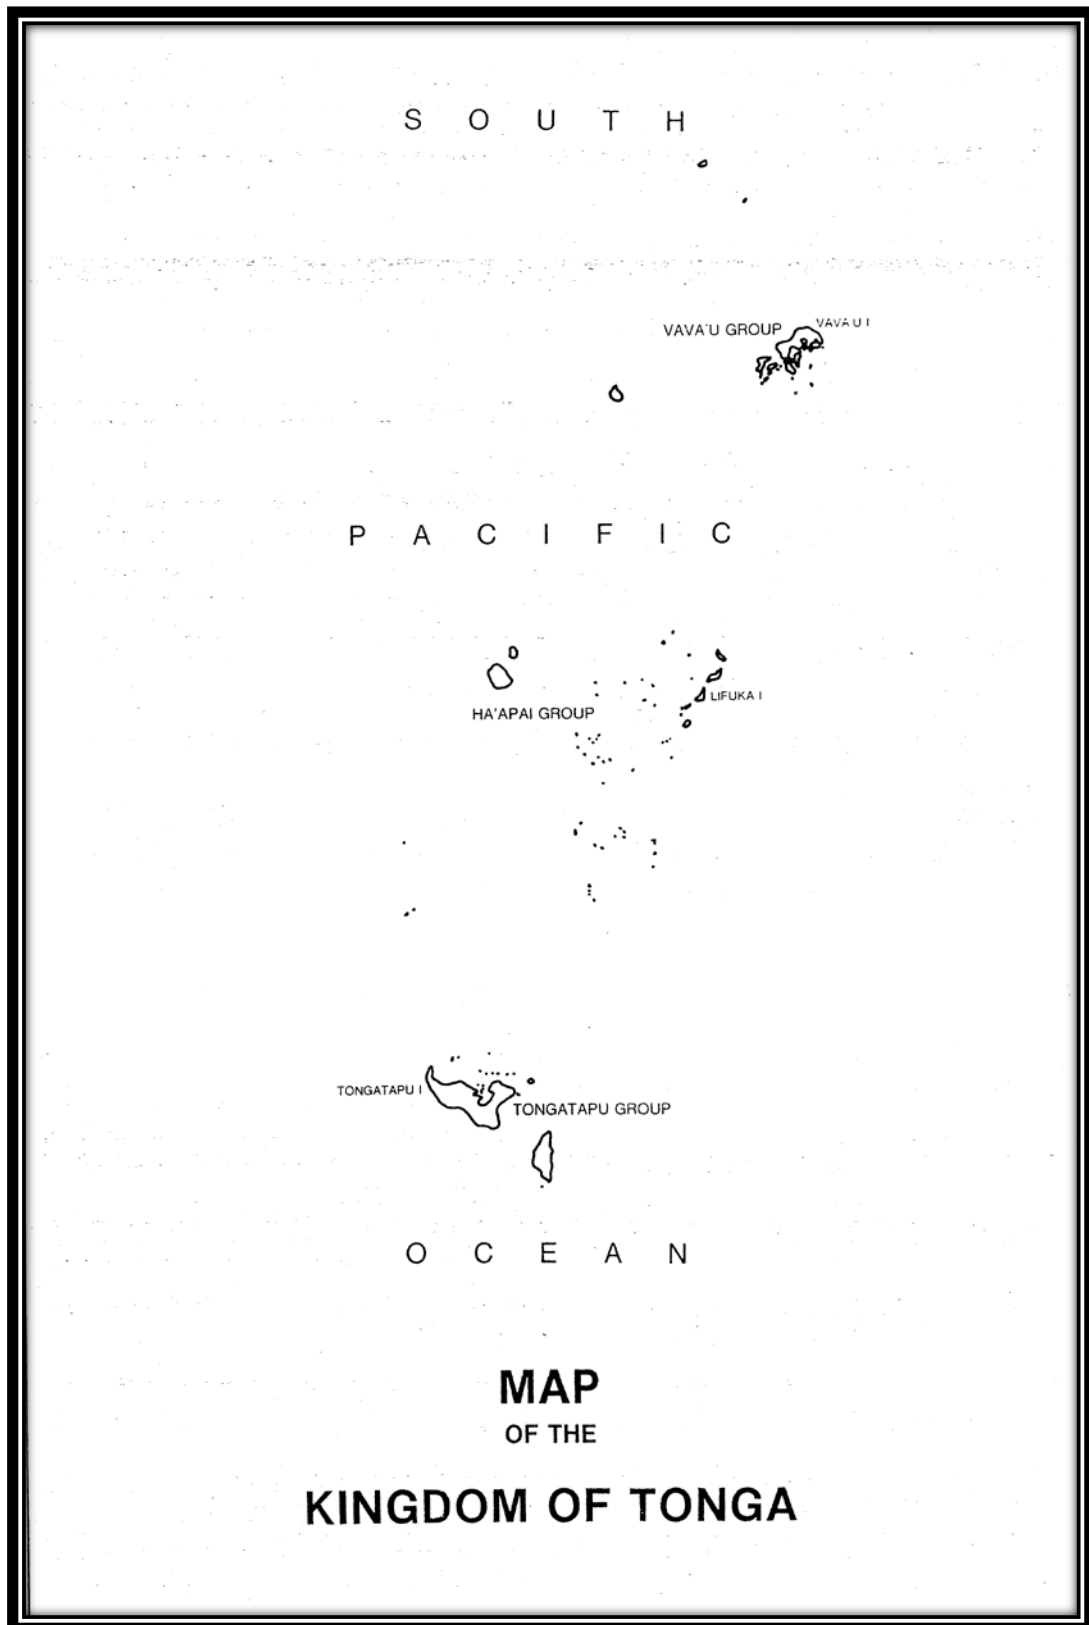 S O U T H
VAVA'U GROUP
VAVA'U I
P A C I F I C
LIFUKA I
HA'APAI GROUP
TONGATAPU I
TONGATAPU GROUP
O C E A N
MAP
OF THE
KINGDOM OF TONGA